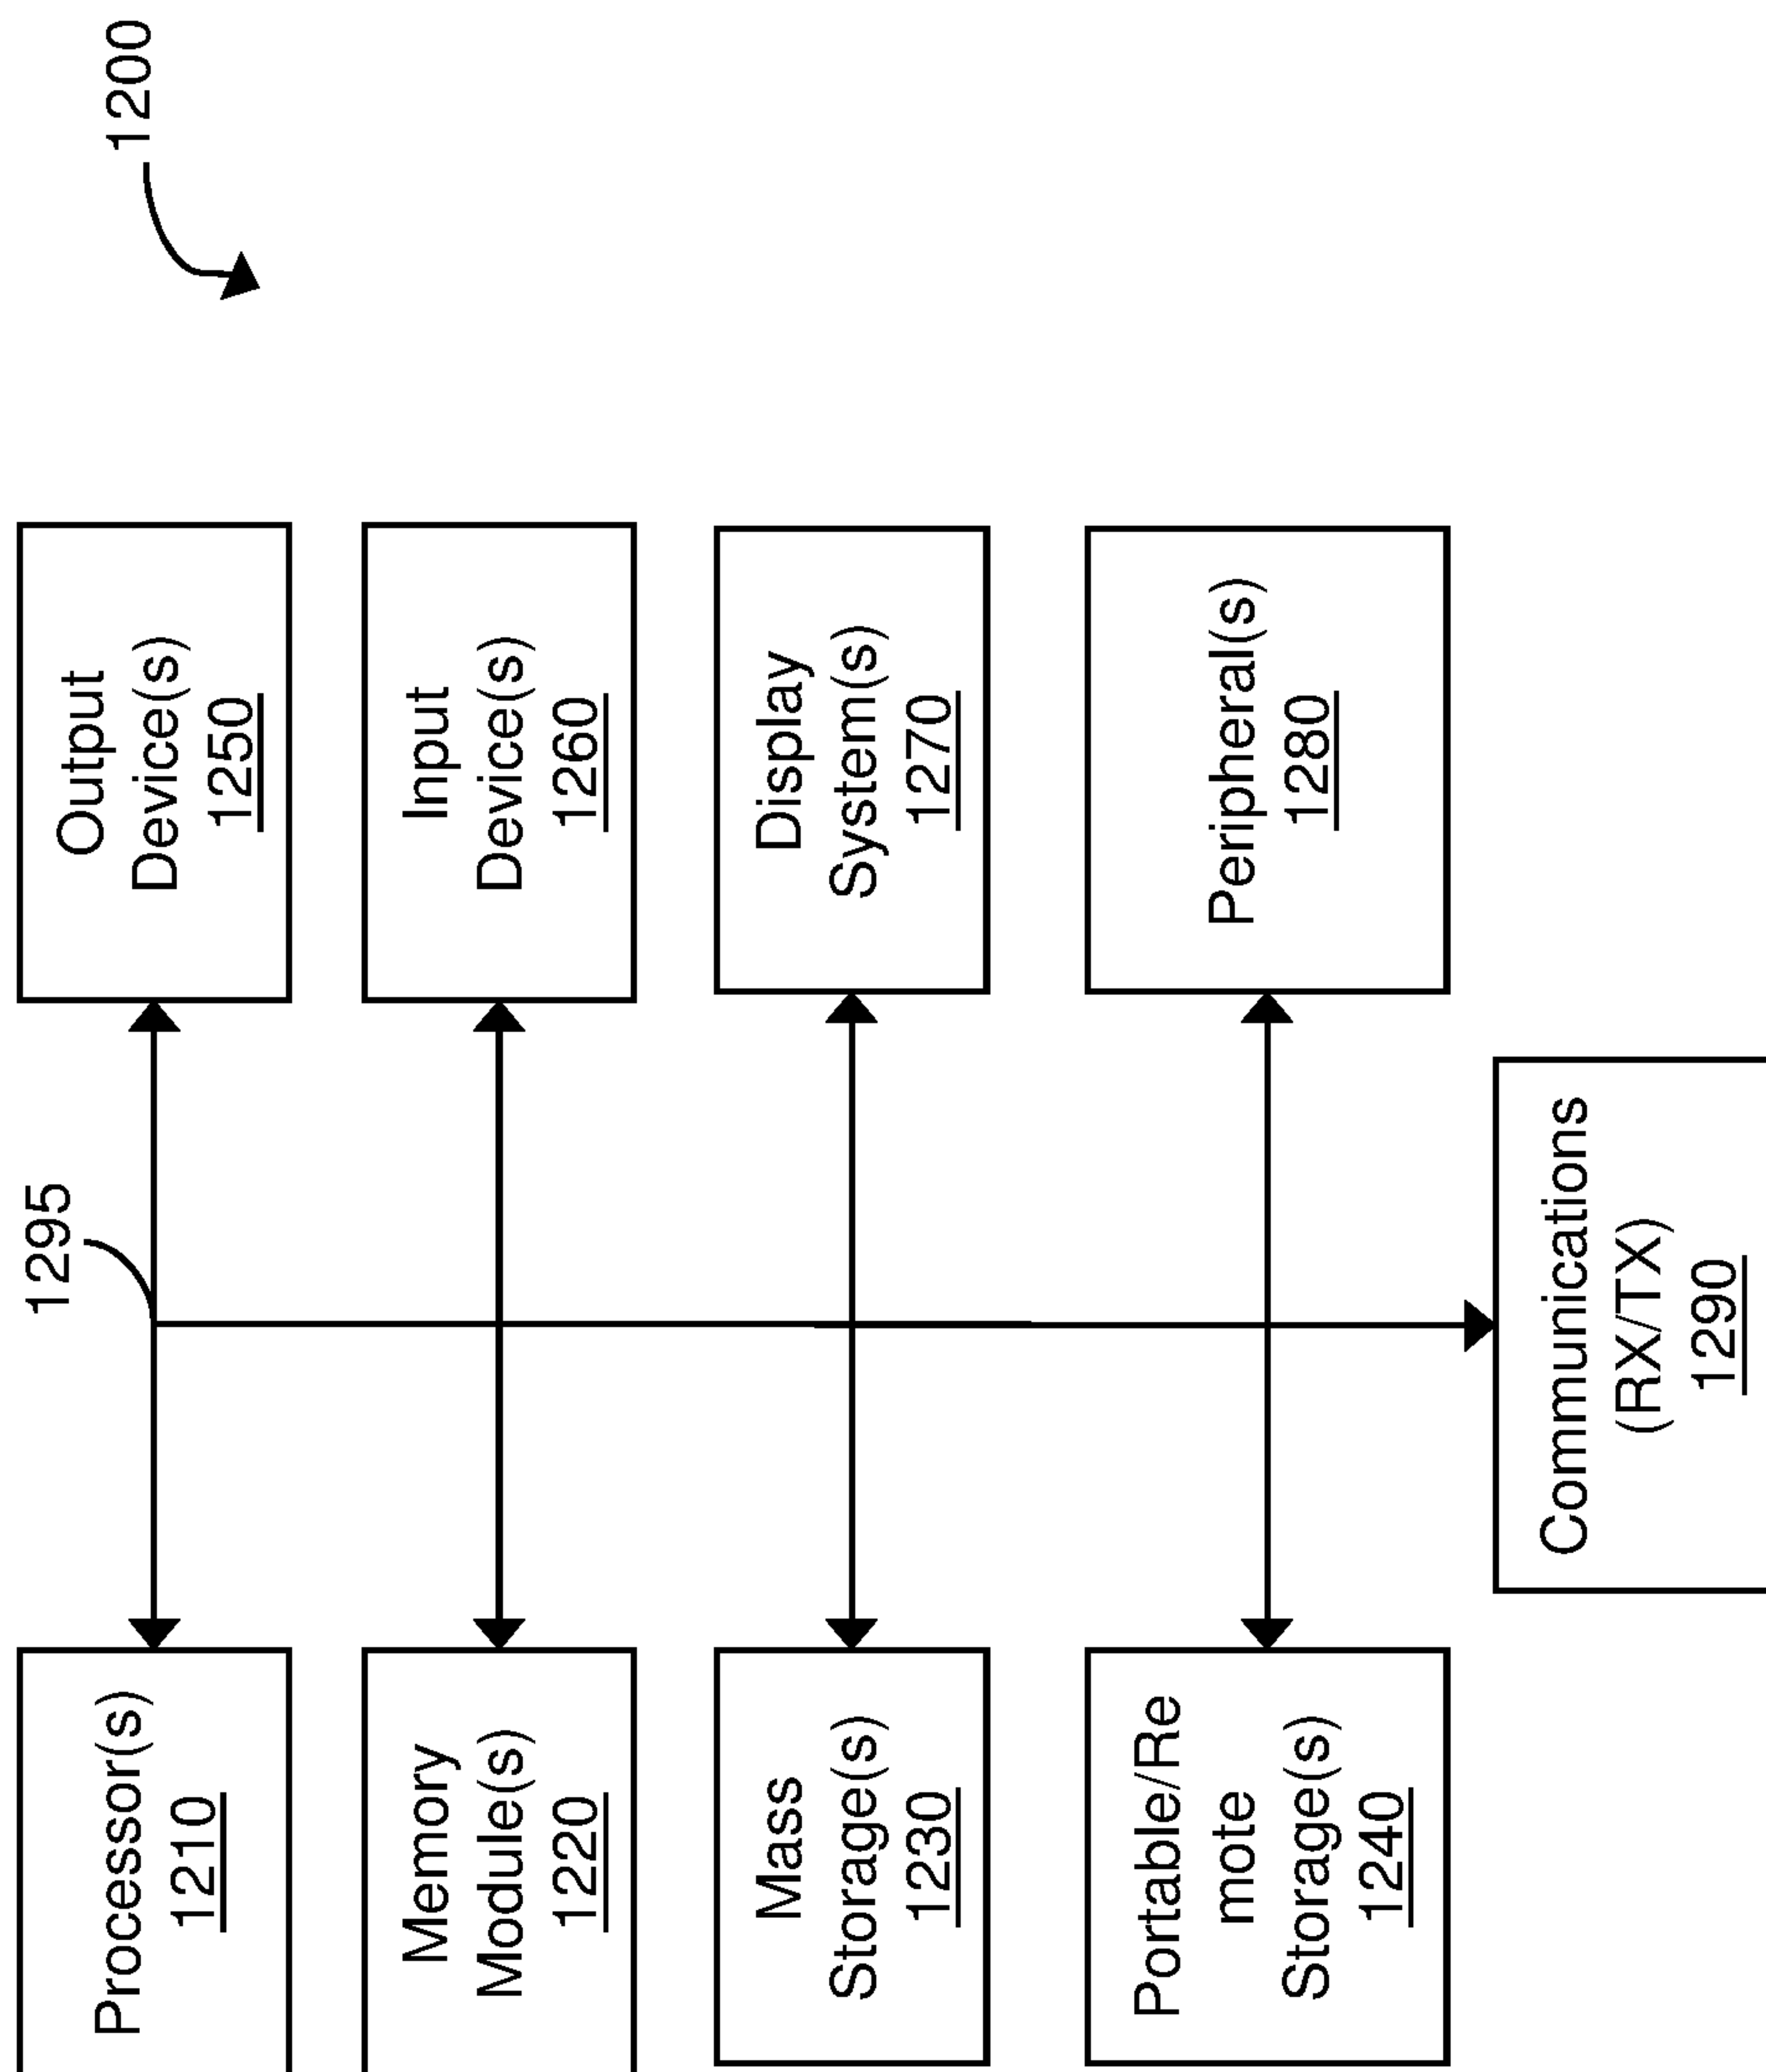 1200
1295
Processor(s)
1210
Output
Device(s)
1250
Memory
Module(s)
1220
Input
Device(s)
1260
Mass
Storage(s)
1230
Display
System(s)
1270
Portable/Re
mote
Storage(s)
1240
Peripheral(s)
1280
Communications
(RX/TX)
1290